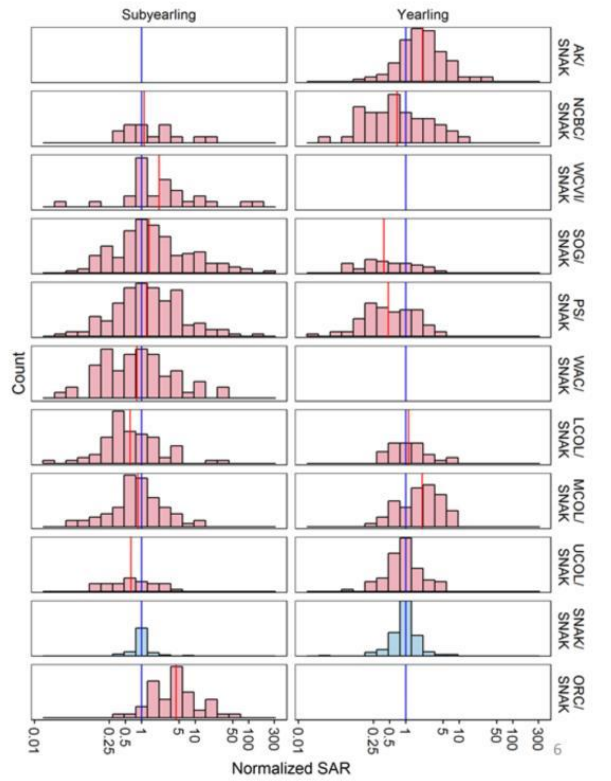 Subyearling
Yearling
AK/
SNAK
NCBC/
SNAK
WCVI/
SNAK
SOG/
SNAK
PS/
SNAK
WAC/
SNAK
LCOL/
SNAK
MCOL/
SNAK
UCOL/
SNAK
SNAK/
SNAK
ORC/
SNAK
Count
0.01 0.25 0.5 1 5 10 50 100 300
0.01 0.25 0.5 1 5 10 50 100 300
6
Normalized SAR